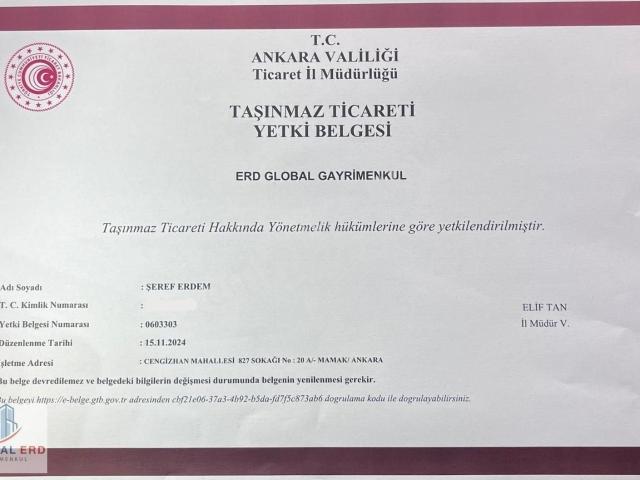 T.C.
ANKARA VALİLİĞİ
Ticaret İl Müdürlüğü
TAŞINMAZ TİCARETİ
YETKİ BELGESİ
ERD GLOBAL GAYRİMENKUL
Taşınmaz Ticareti Hakkında Yönetmelik hükümlerine göre yetkilendirilmiştir.
Adı Soyadı : ŞEREF ERDEM
T. C. Kimlik Numarası :
ELİF TAN
Yetki Belgesi Numarası : 0603303
İl Müdür V.
Düzenlenme Tarihi : 15.11.2024
İşletme Adresi : CENGİZHAN MAHALLESİ 827 SOKAĞI No : 20 A/- MAMAK/ ANKARA
Bu belge devredilemez ve belgedeki bilgilerin değişmesi durumunda belgenin yenilenmesi gerekir.
Bu belgeyi https://e-belge.gtb.gov.tr adresinden cbf21e06-37a3-4b92-b5da-fd7f5c873ab6 dogrulama kodu ile dogrulayabilirsiniz.
AL ERD
MENKUL